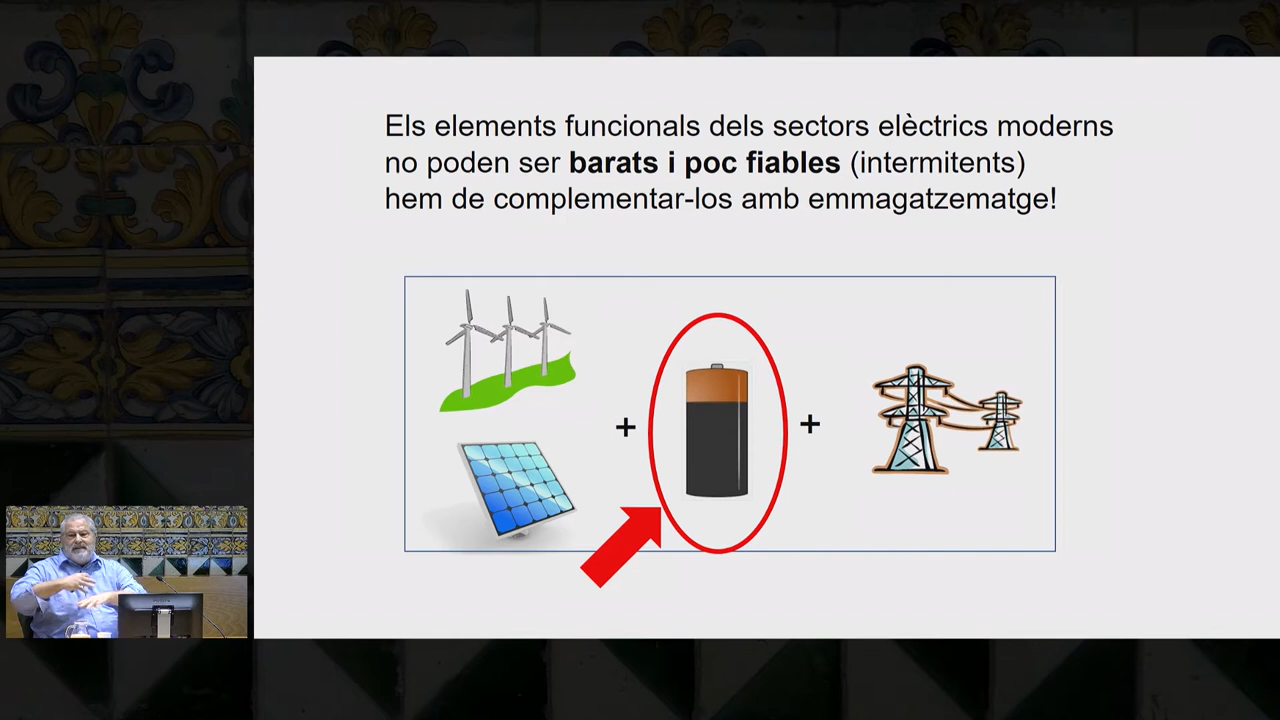 Els elements funcionals dels sectors elèctrics moderns
no poden ser barats i poc fiables (intermitents)
hem de complementar-los amb emmagatzematge!
+
+